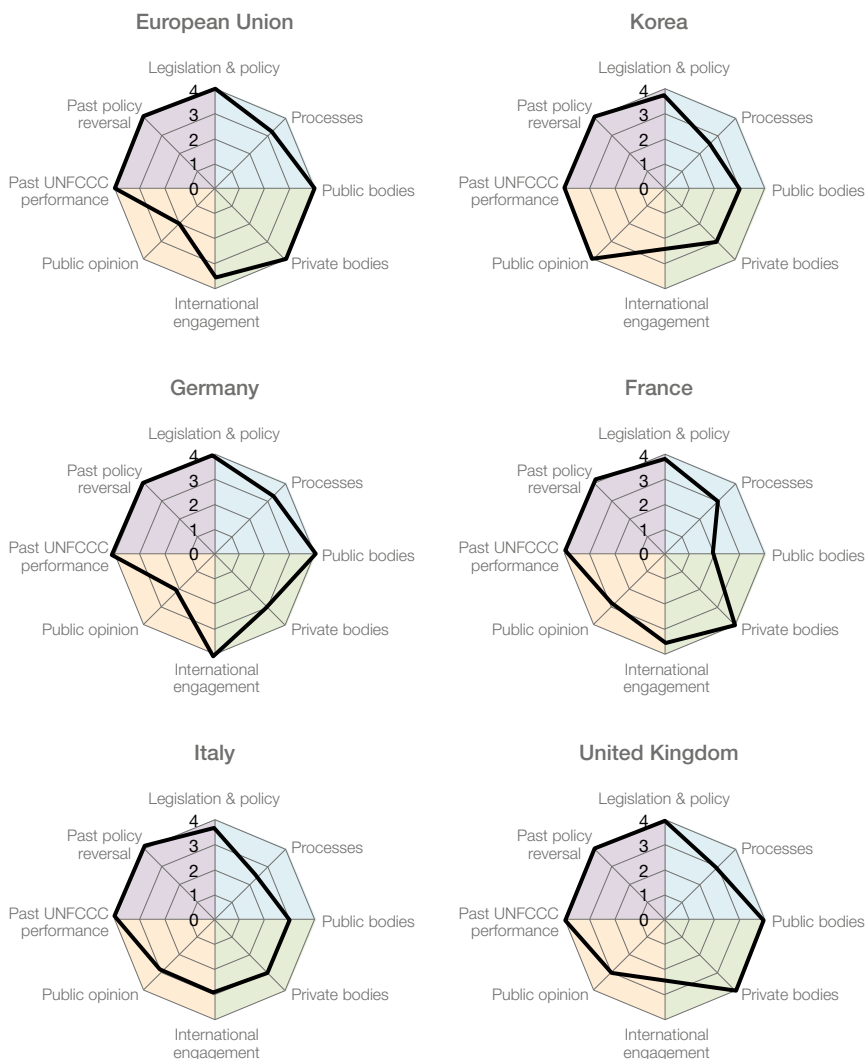 European Union
Legislation & policy
Past policy
reversal
Processes
Past UNFCCC
performance
Public bodies
Public opinion
Private bodies
International
engagement
4
3
2
1
0
Korea
Legislation & policy
Past policy
reversal
Processes
Past UNFCCC
performance
Public bodies
Public opinion
Private bodies
International
engagement
4
3
2
1
0
Germany
Legislation & policy
Past policy
reversal
Processes
Past UNFCCC
performance
Public bodies
Public opinion
Private bodies
International
engagement
4
3
2
1
0
France
Legislation & policy
Past policy
reversal
Processes
Past UNFCCC
performance
Public bodies
Public opinion
Private bodies
International
engagement
4
3
2
1
0
Italy
Legislation & policy
Past policy
reversal
Processes
Past UNFCCC
performance
Public bodies
Public opinion
Private bodies
International
engagement
4
3
2
1
0
United Kingdom
Legislation & policy
Past policy
reversal
Processes
Past UNFCCC
performance
Public bodies
Public opinion
Private bodies
International
engagement
4
3
2
1
0